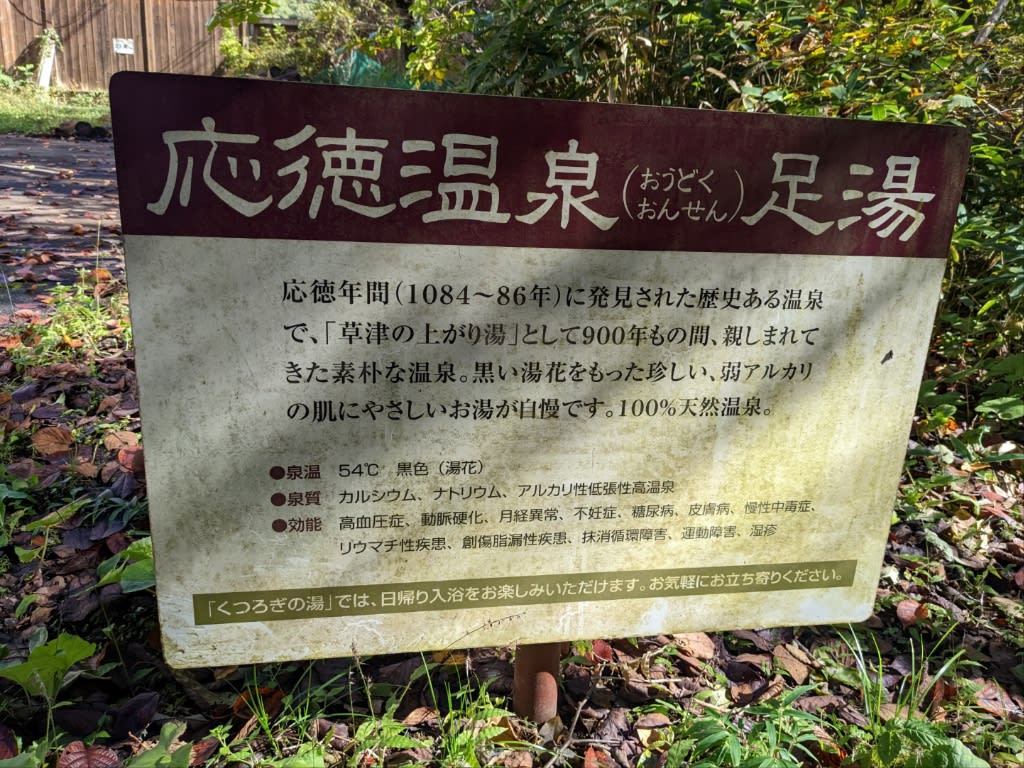 応徳温泉(おうどくおんせん)足湯
応徳年間(1084～86年)に発見された歴史ある温泉
で、「草津の上がり湯」として900年もの間、親しまれて
きた素朴な温泉。黒い湯花をもった珍しい、弱アルカリ
の肌にやさしいお湯が自慢です。100%天然温泉。
●泉温 54℃ 黒色（湯花）
●泉質 カルシウム、ナトリウム、アルカリ性低張性高温泉
●効能 高血圧症、動脈硬化、月経異常、不妊症、糖尿病、皮膚病、慢性中毒症、
リウマチ性疾患、創傷脂漏性疾患、抹消循環障害、運動障害、湿疹
「くつろぎの湯」では、日帰り入浴をお楽しみいただけます。お気軽にお立ち寄りください。